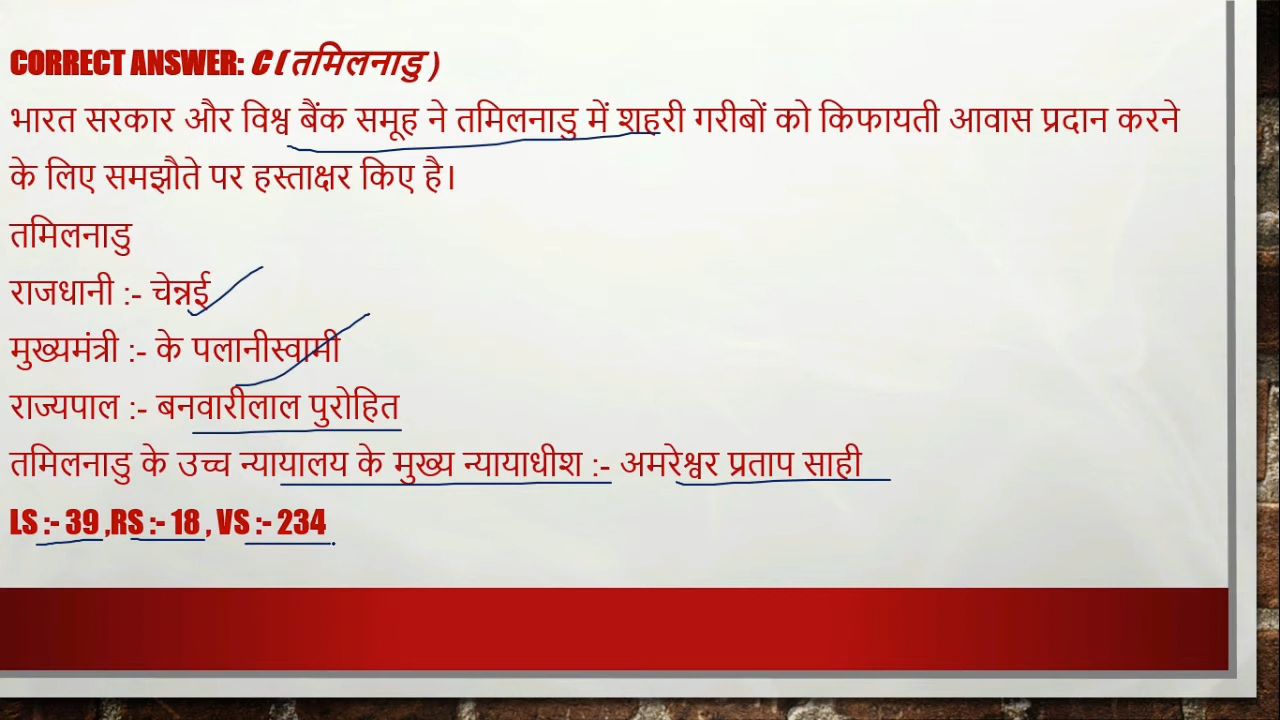 CORRECT ANSWER: C ( तमिलनाडु )
भारत सरकार और विश्व बैंक समूह ने तमिलनाडु में शहरी गरीबों को किफायती आवास प्रदान करने
के लिए समझौते पर हस्ताक्षर किए है।
तमिलनाडु
राजधानी :- चेन्नई
मुख्यमंत्री :- के पलानीस्वामी
राज्यपाल :- बनवारीलाल पुरोहित
तमिलनाडु के उच्च न्यायालय के मुख्य न्यायाधीश :- अमरेश्वर प्रताप साही
LS :- 39 ,RS :- 18 , VS :- 234